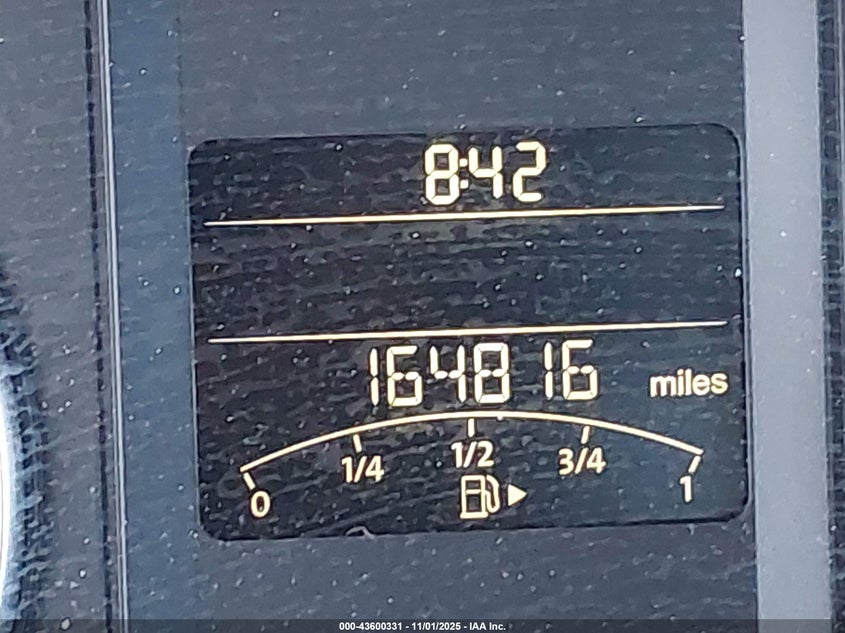 8:42
164816 miles
0 1/4 1/2 3/4 1
000-43600331 - 11/01/2025 - IAA Inc.